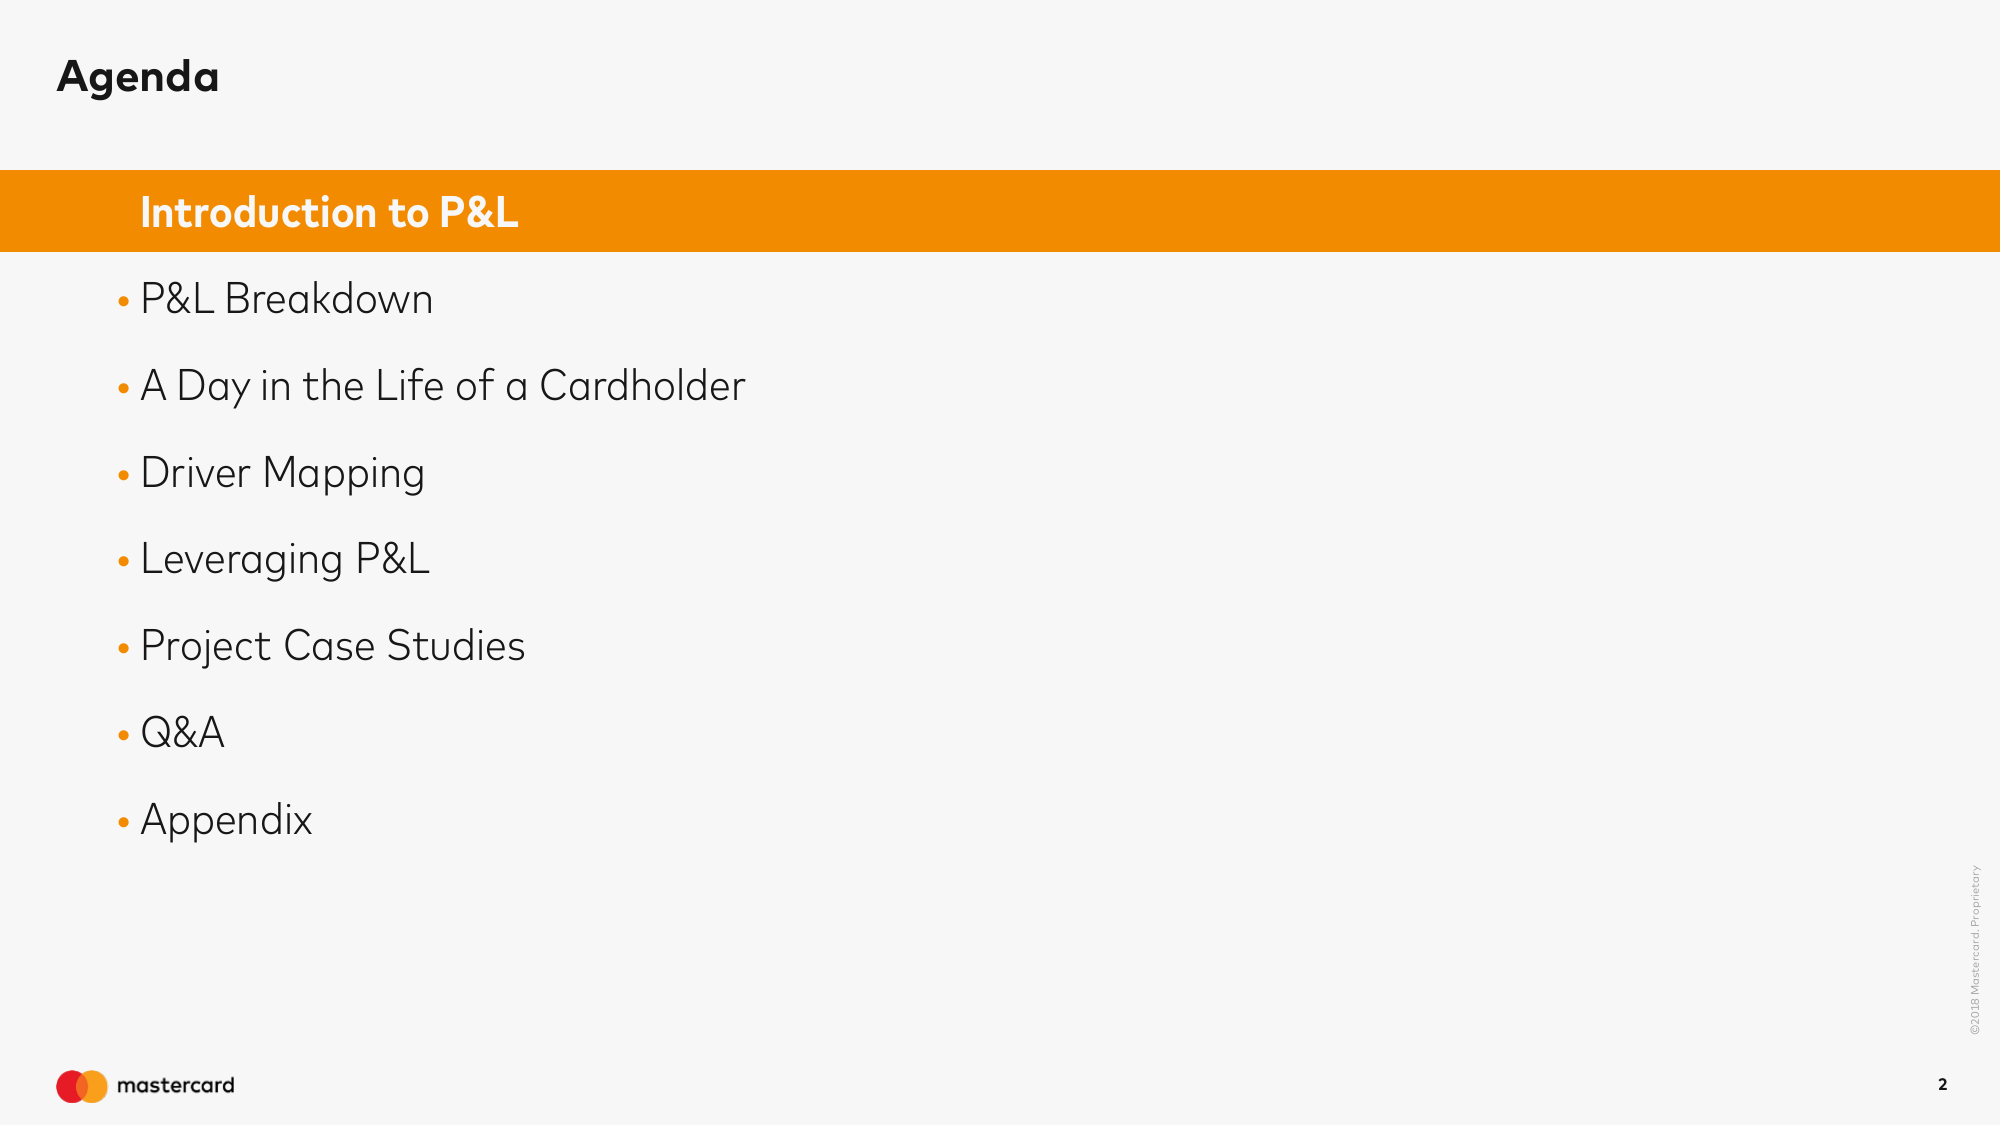 Agenda
Introduction to P&L
• P&L Breakdown
• A Day in the Life of a Cardholder
• Driver Mapping
• Leveraging P&L
• Project Case Studies
• Q&A
• Appendix
©2018 Mastercard. Proprietary
mastercard
2